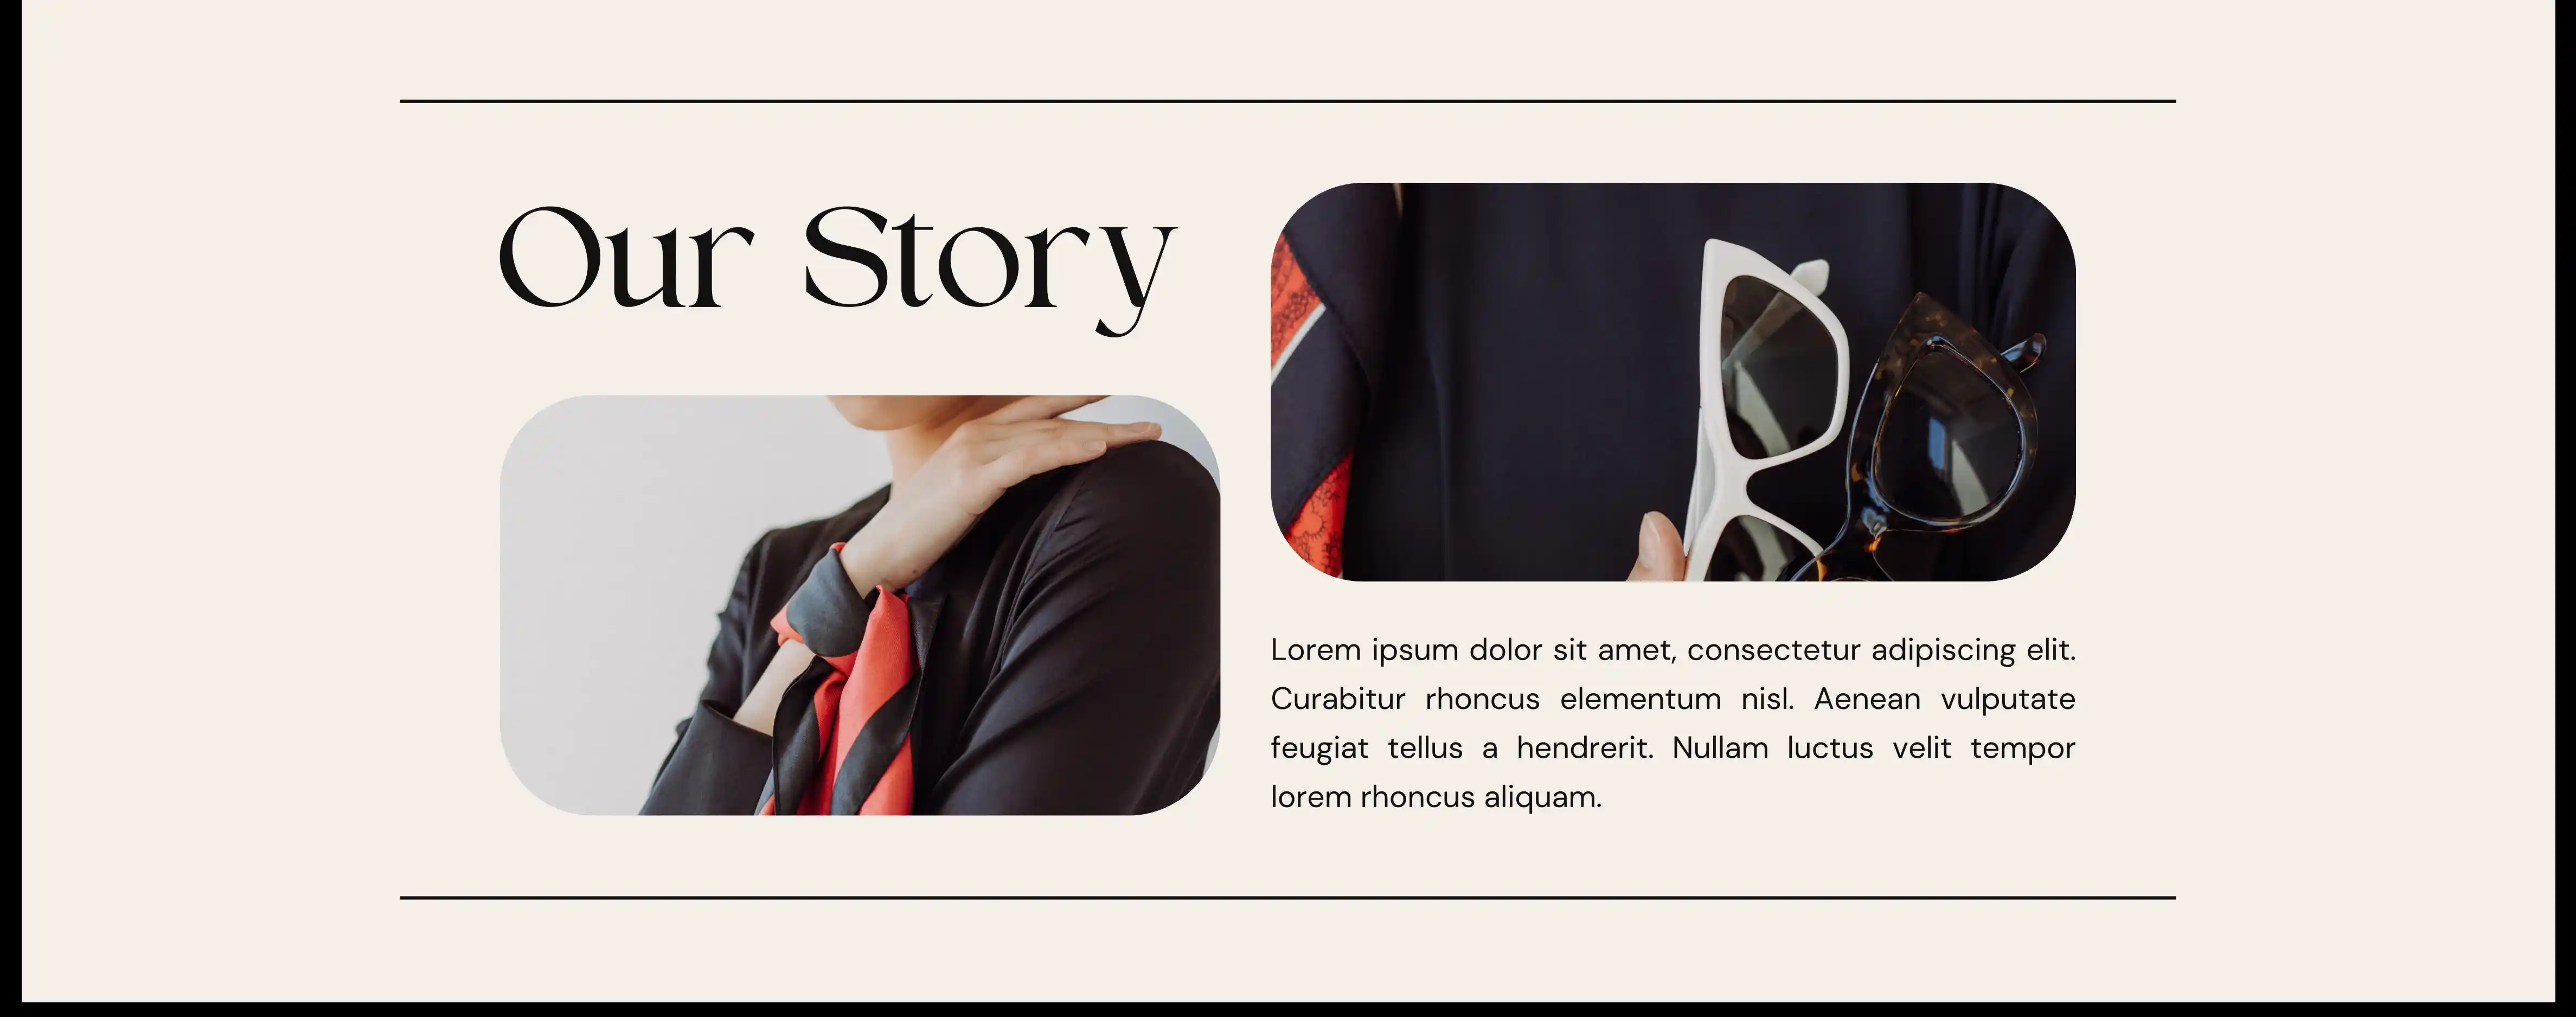 Our Story
Lorem ipsum dolor sit amet, consectetur adipiscing elit.
Curabitur rhoncus elementum nisl. Aenean vulputate
feugiat tellus a hendrerit. Nullam luctus velit tempor
lorem rhoncus aliquam.